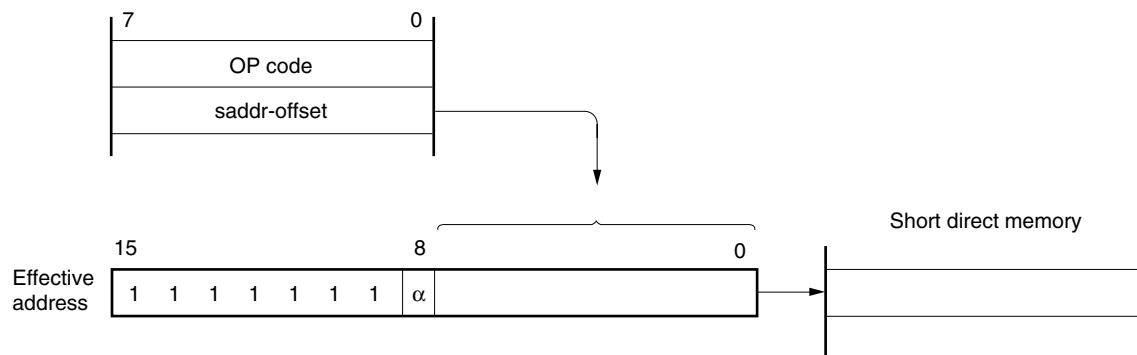 7 0
OP code
saddr-offset
Short direct memory
15 8 0
Effective
address
1 1 1 1 1 1 1 α